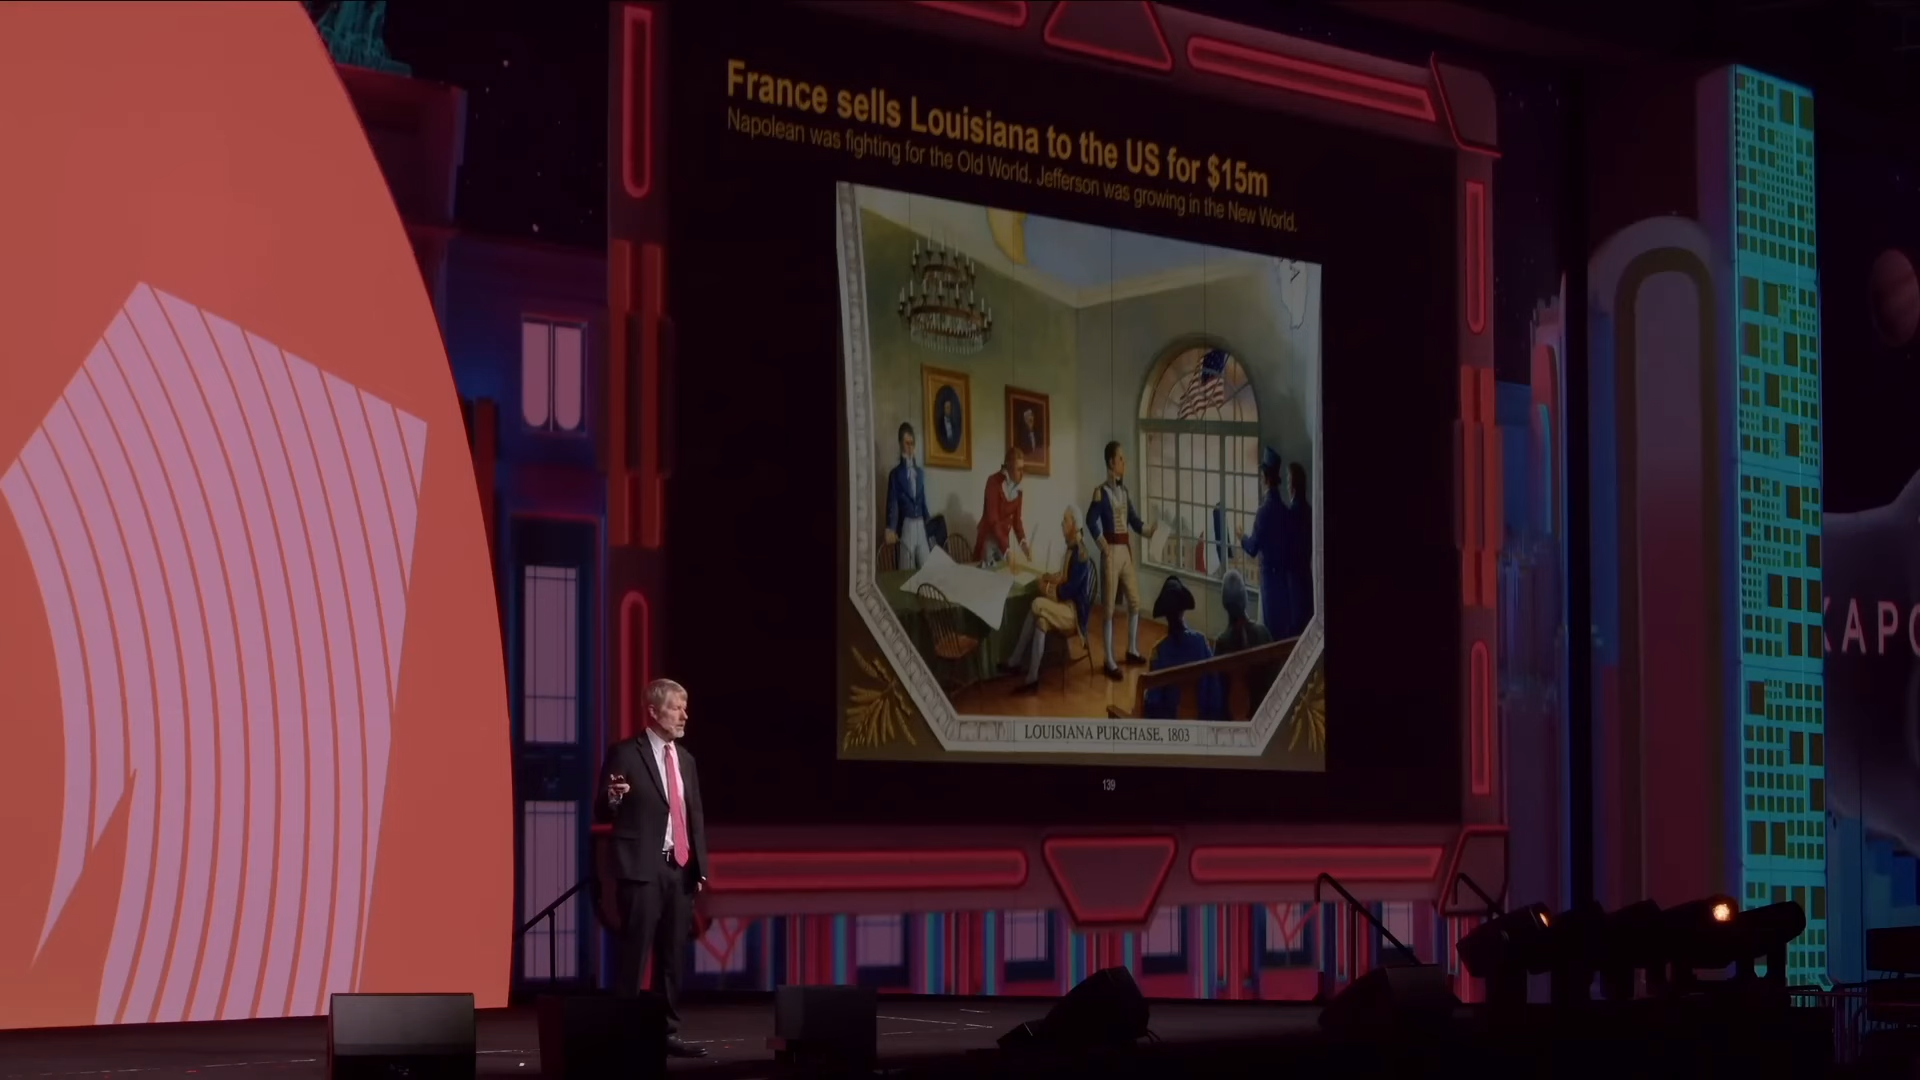 France sells Louisiana to the US for $15m
Napolean was fighting for the Old World. Jefferson was growing in the New World.
LOUISIANA PURCHASE, 1803
139
KAPO